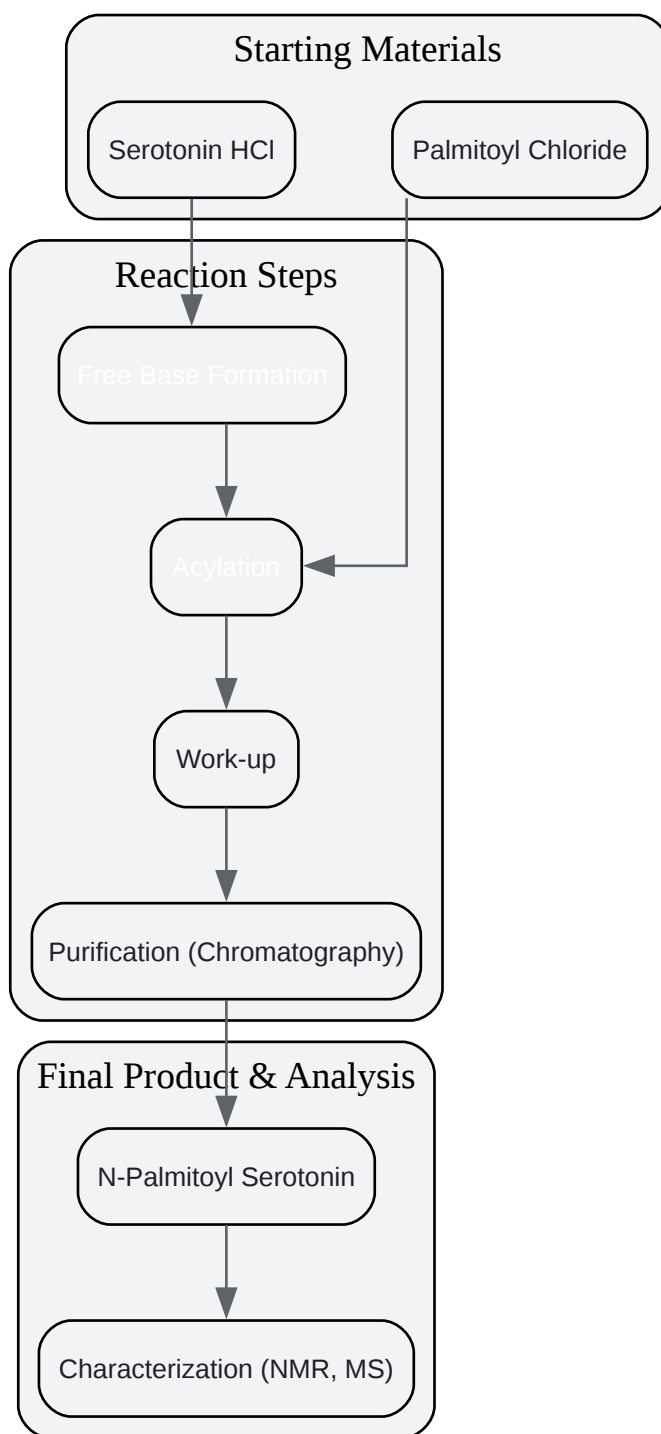 Starting Materials
Serotonin HCl
Palmitoyl Chloride
Reaction Steps
Free Base Formation
Acylation
Work-up
Purification (Chromatography)
Final Product & Analysis
N-Palmitoyl Serotonin
Characterization (NMR, MS)